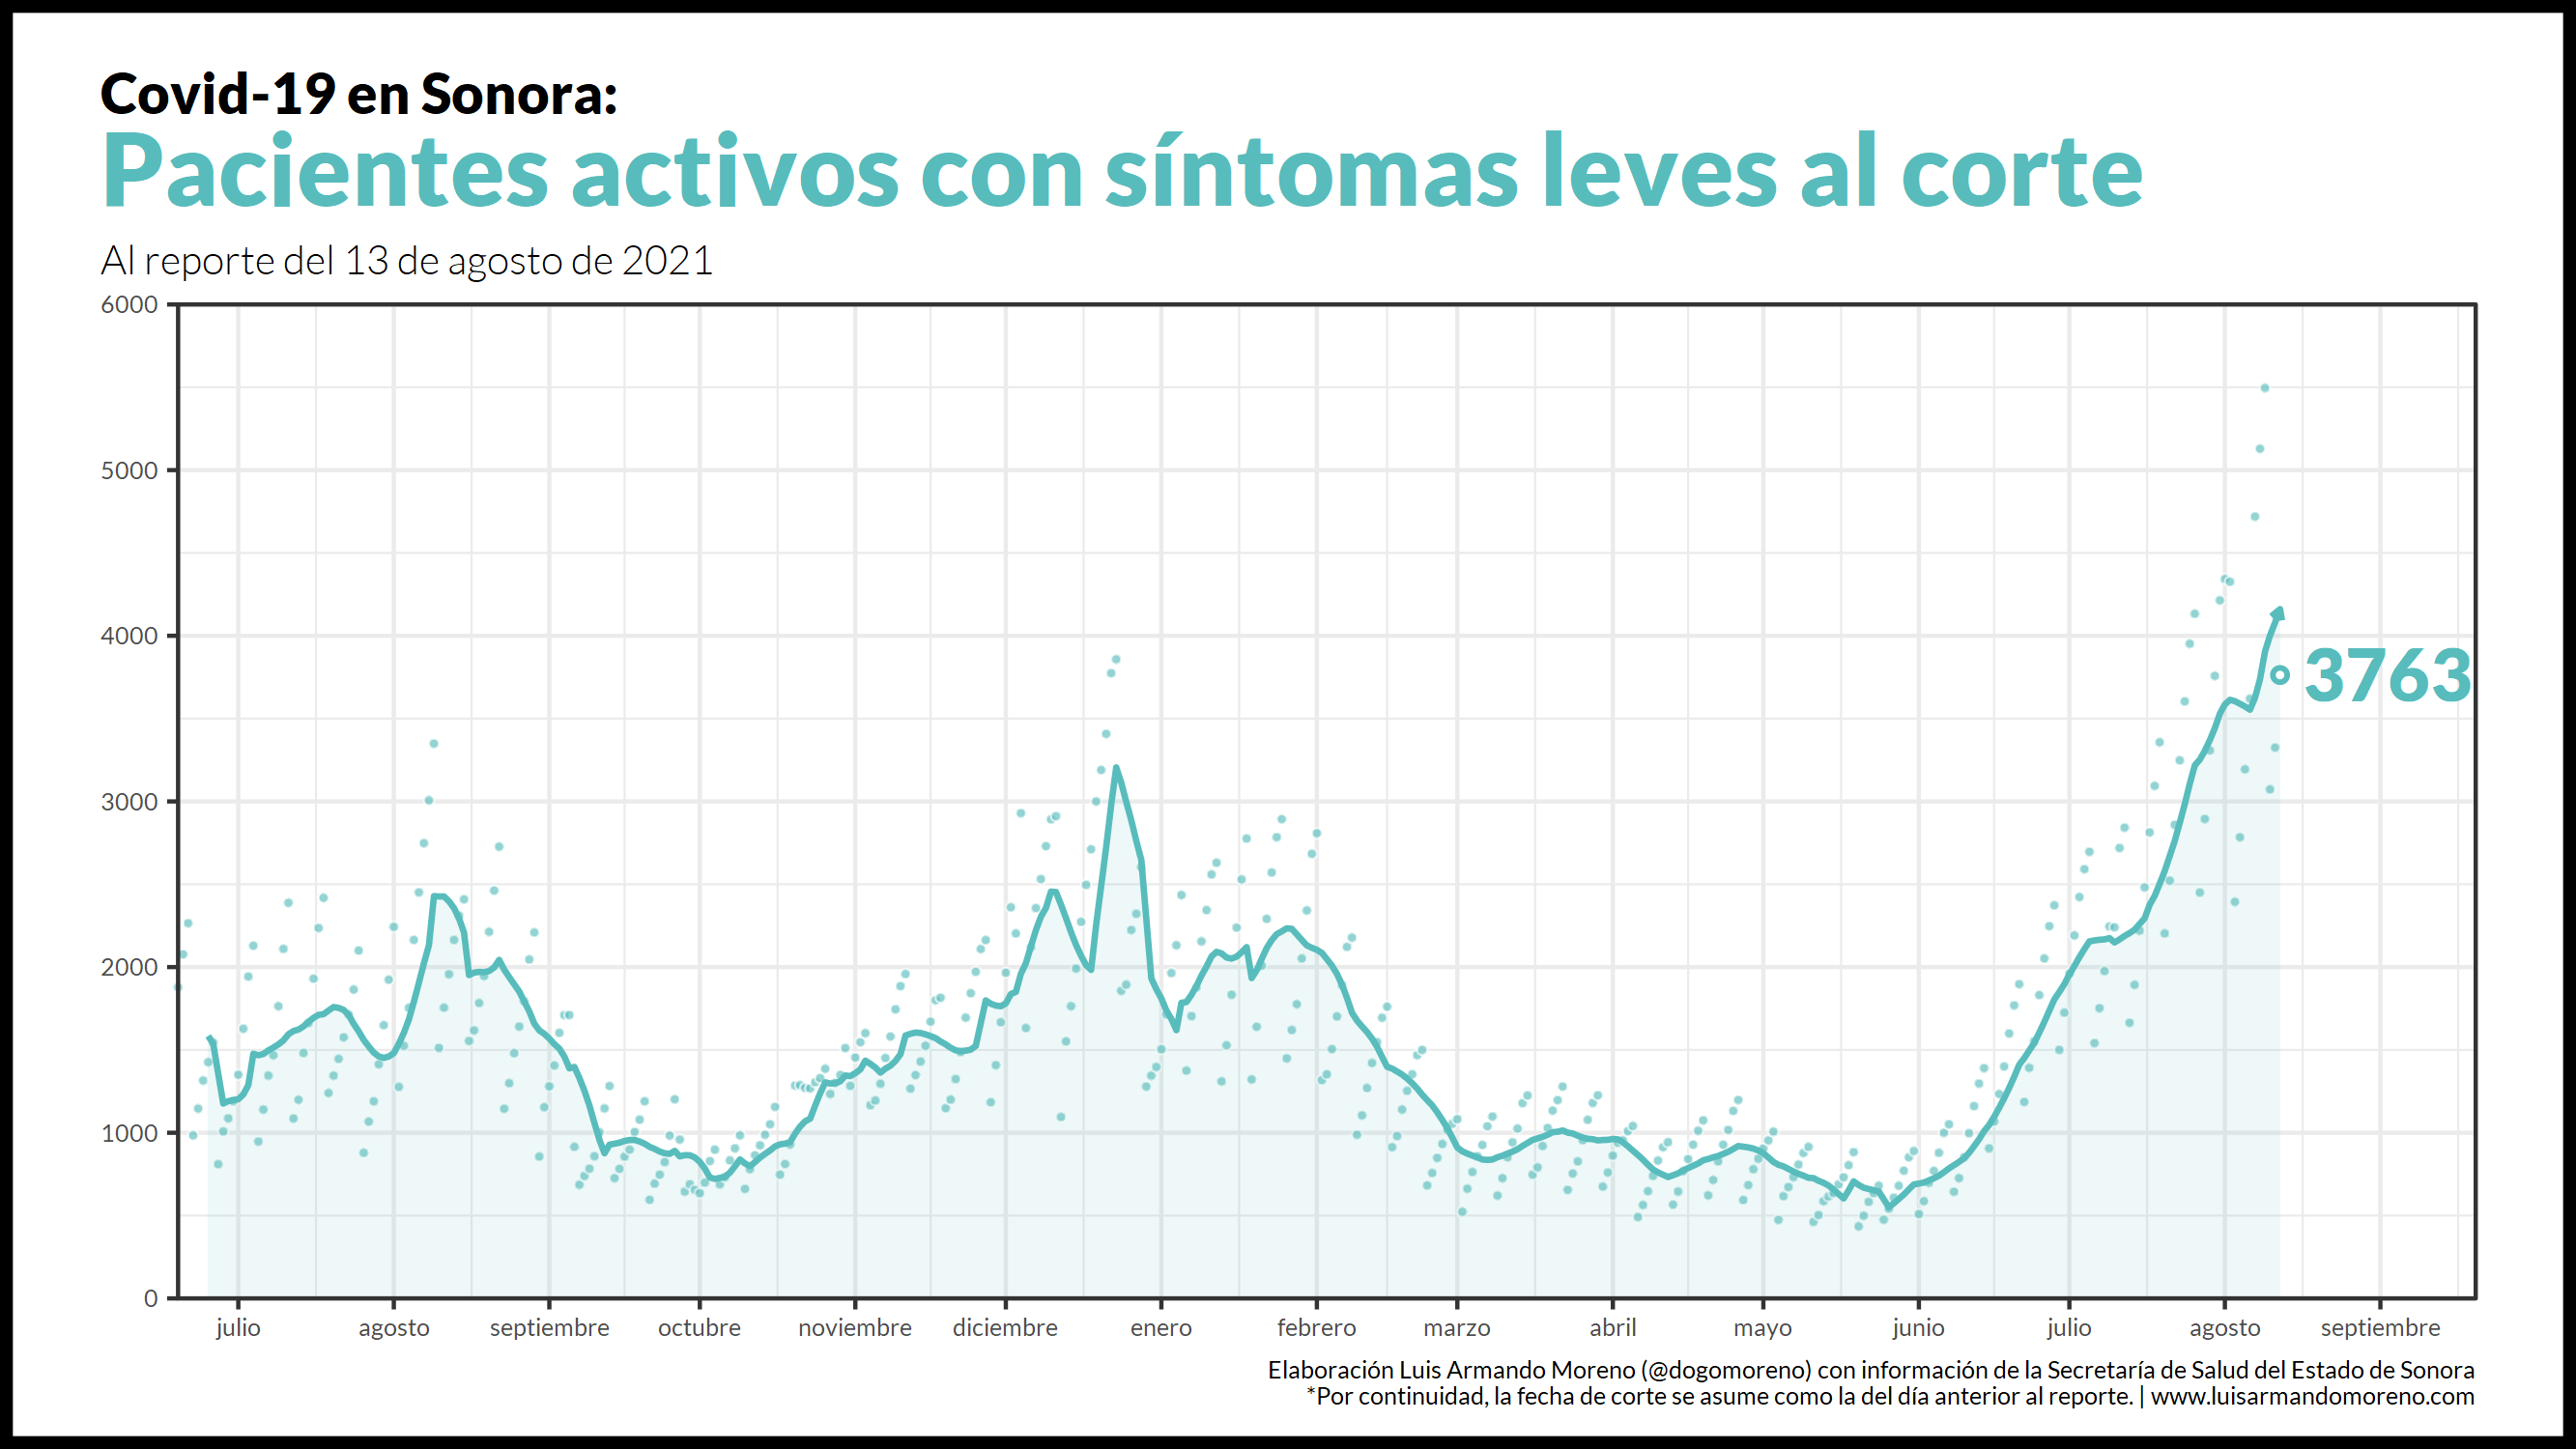 Covid-19 en Sonora:
Pacientes activos con síntomas leves al corte
Al reporte del 13 de agosto de 2021
6000
5000
4000
3000
2000
1000
0
3763
julio agosto septiembre octubre noviembre diciembre enero febrero marzo abril mayo junio julio agosto septiembre
Elaboración Luis Armando Moreno (@dogomoreno) con información de la Secretaría de Salud del Estado de Sonora
*Por continuidad, la fecha de corte se asume como la del día anterior al reporte. | www.luisarmandomoreno.com